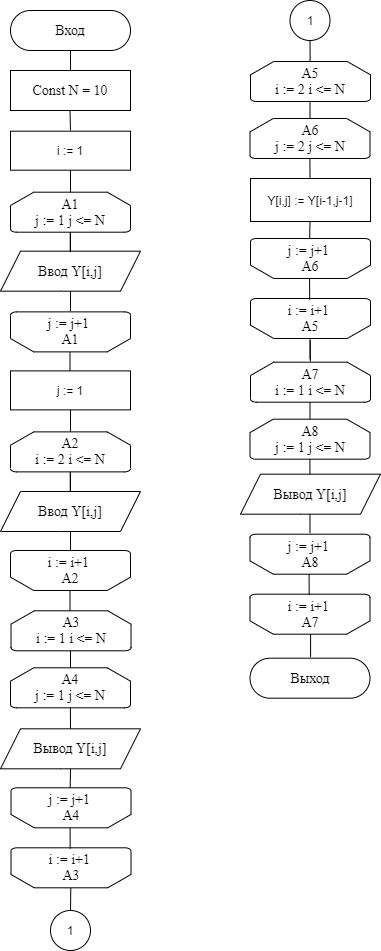 Вход
Const N = 10
i := 1
A1
j := 1 j <= N
Ввод Y[i,j]
j := j+1
A1
j := 1
A2
i := 2 i <= N
Ввод Y[i,j]
i := i+1
A2
A3
i := 1 i <= N
A4
j := 1 j <= N
Вывод Y[i,j]
j := j+1
A4
i := i+1
A3
1
1
A5
i := 2 i <= N
A6
j := 2 j <= N
Y[i,j] := Y[i-1,j-1]
j := j+1
A6
i := i+1
A5
A7
i := 1 i <= N
A8
j := 1 j <= N
Вывод Y[i,j]
j := j+1
A8
i := i+1
A7
Выход